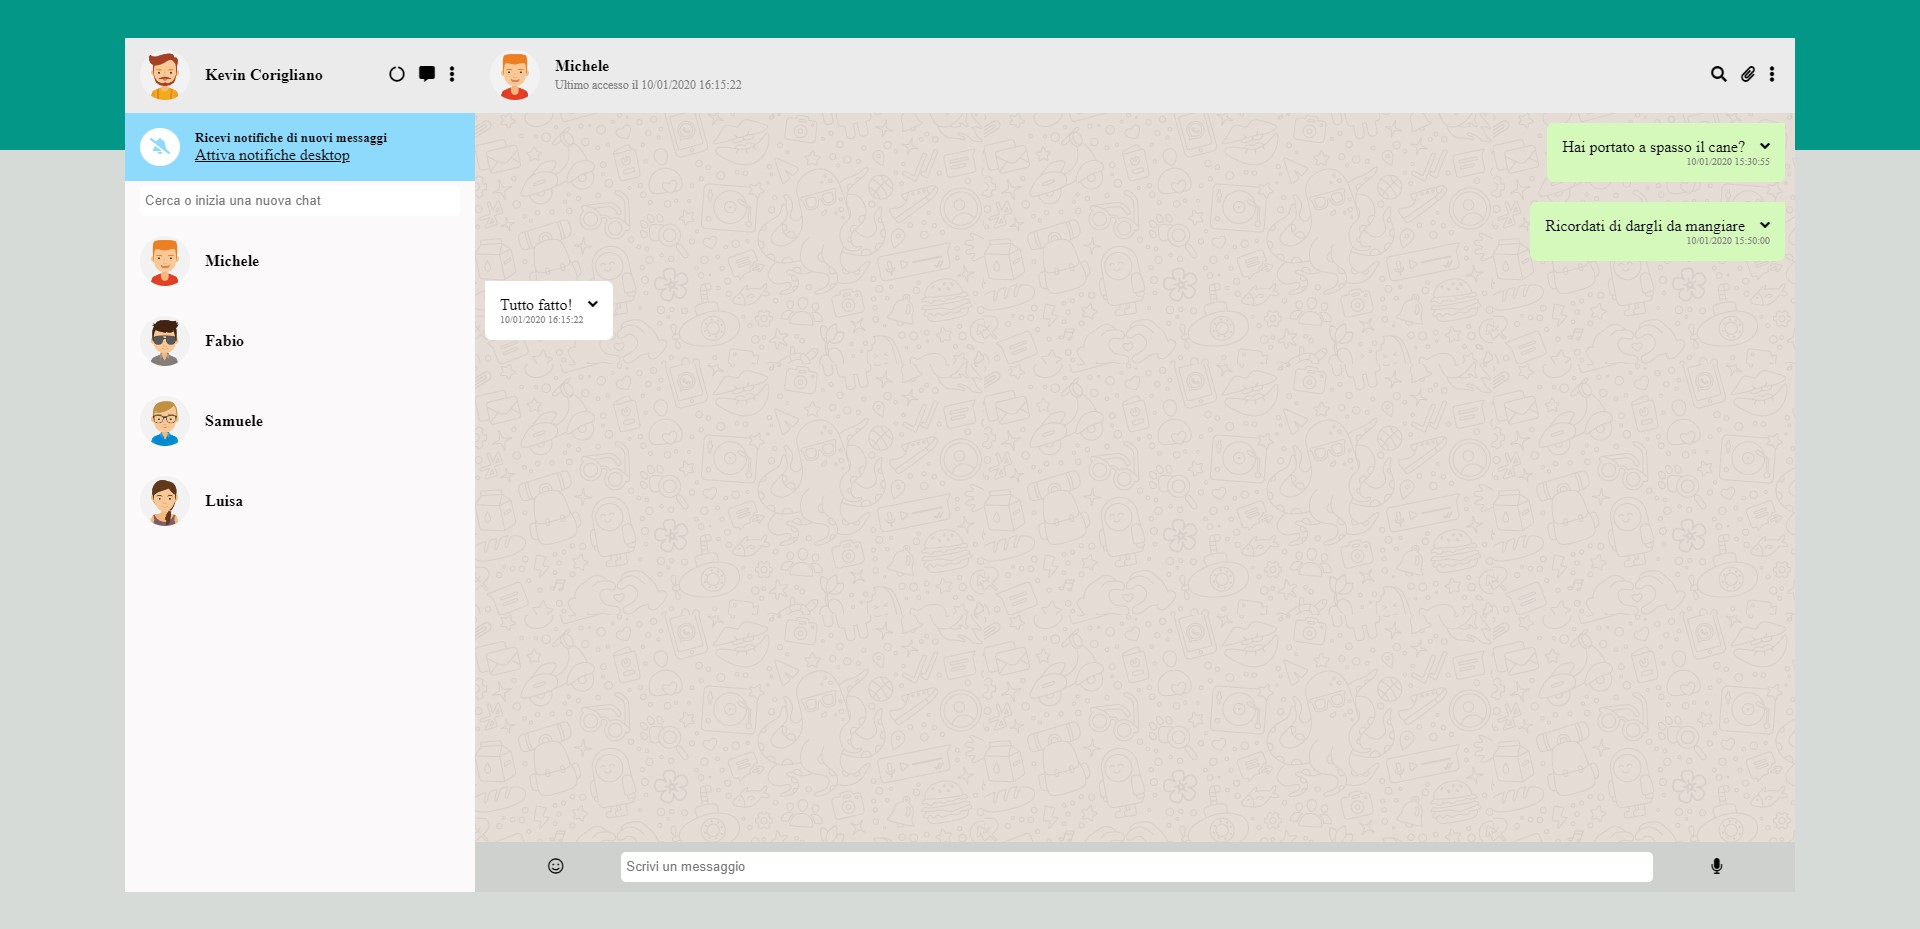 Kevin Corigliano
Michele
Ultimo accesso il 10/01/2020 16:15:22
Ricevi notifiche di nuovi messaggi
Attiva notifiche desktop
Cerca o inizia una nuova chat
Michele
Fabio
Samuele
Luisa
Hai portato a spasso il cane?
10/01/2020 15:30:55
Ricordati di dargli da mangiare
10/01/2020 15:50:00
Tutto fatto!
10/01/2020 16:15:22
Scrivi un messaggio